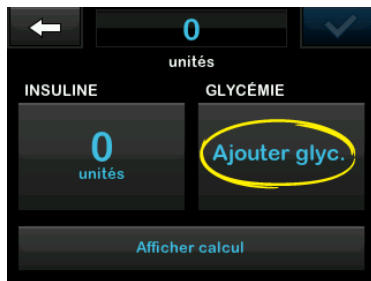 0
unités
INSULINE
GLYCÉMIE
0
unités
Ajouter glyc.
Afficher calcul